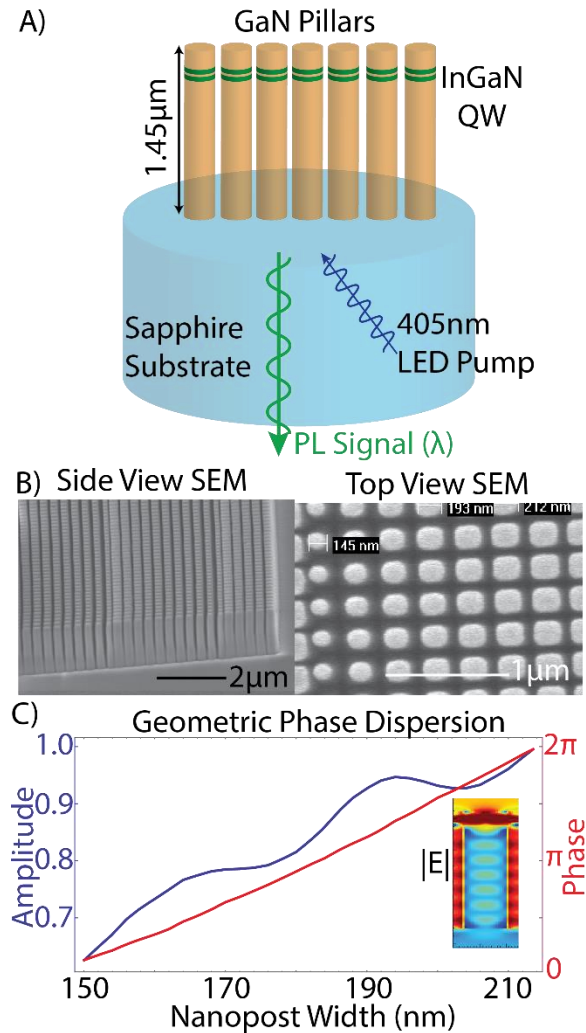 A)
GaN Pillars
1.45μm
InGaN
QW
Sapphire
Substrate
405nm
LED Pump
PL Signal (λ)
B) Side View SEM
Top View SEM
145 nm
193 nm
212 nm
2μm
1μm
C)
Geometric Phase Dispersion
1.0
0.9
0.8
0.7
Amplitude
2π
π
0
Phase
|E|
150
170
190
210
Nanopost Width (nm)